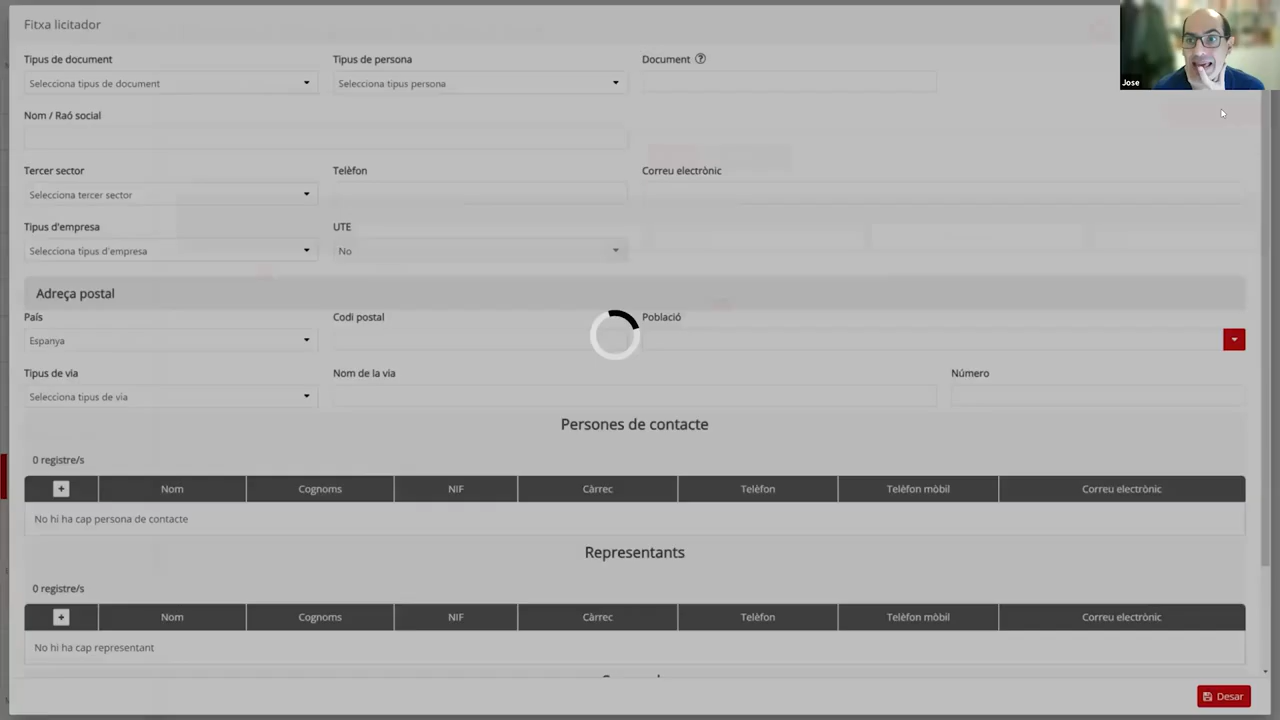 Fitxa licitador
Jose
Tipus de document
Tipus de persona
Document
Selecciona tipus de document
Selecciona tipus persona
Nom / Raó social
Tercer sector
Telèfon
Correu electrònic
Selecciona tercer sector
Tipus d'empresa
UTE
Selecciona tipus d'empresa
No
Adreça postal
País
Codi postal
Població
Espanya
Tipus de via
Nom de la via
Número
Selecciona tipus de via
Persones de contacte
0 registre/s
+ Nom Cognoms NIF Càrrec Telèfon Telèfon mòbil Correu electrònic
No hi ha cap persona de contacte
Representants
0 registre/s
+ Nom Cognoms NIF Càrrec Telèfon Telèfon mòbil Correu electrònic
No hi ha cap representant
Desar